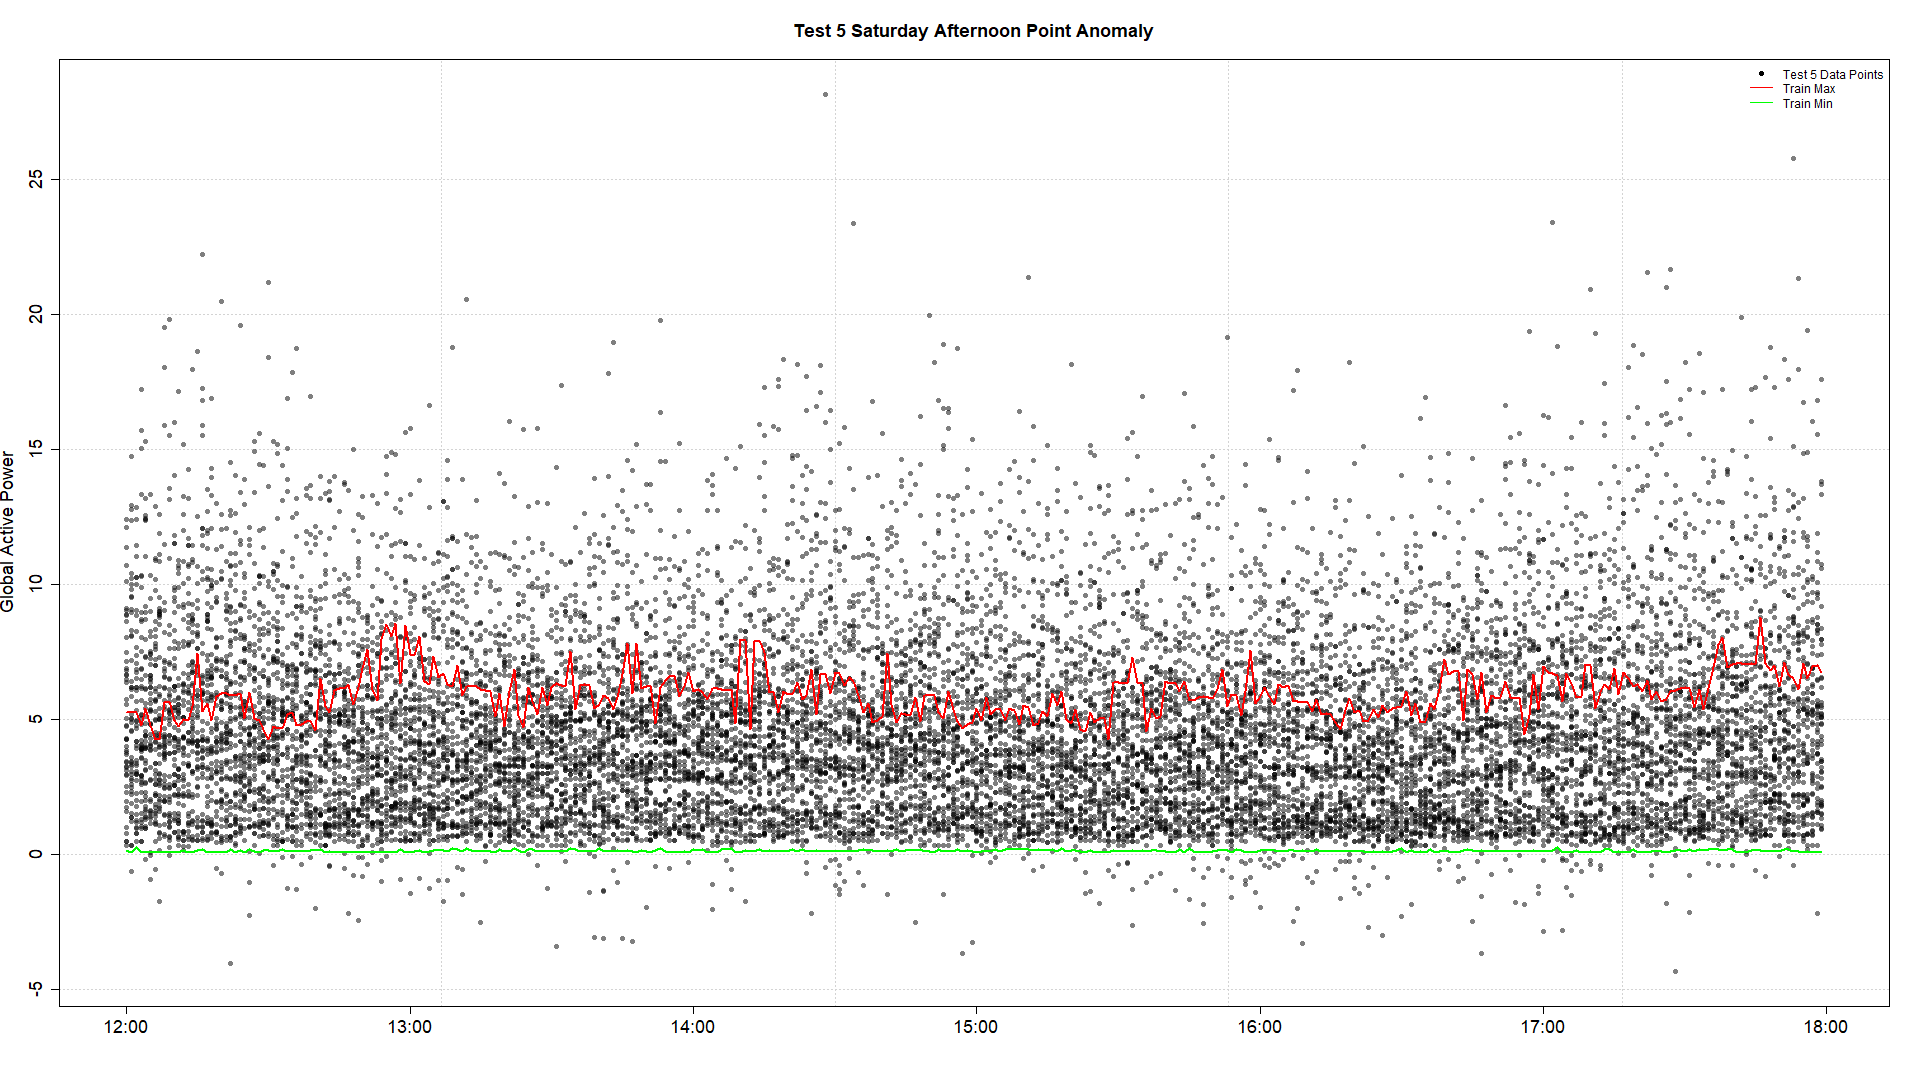 Test 5 Saturday Afternoon Point Anomaly
Test 5 Data Points
Train Max
Train Min
Global Active Power
25
20
15
10
5
0
-5
12:00 13:00 14:00 15:00 16:00 17:00 18:00